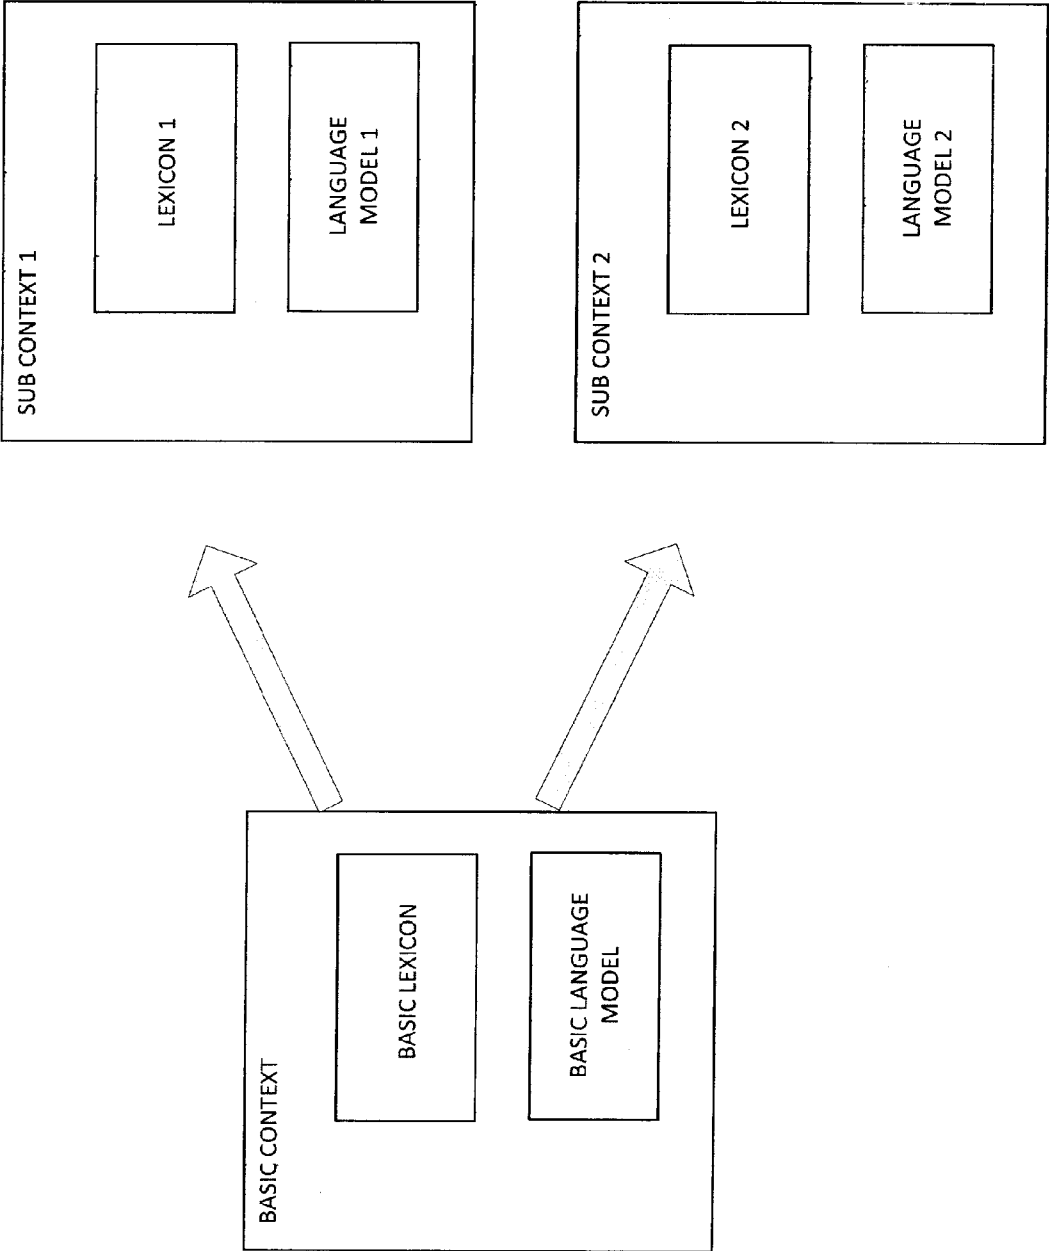 BASIC CONTEXT
BASIC LEXICON
BASIC LANGUAGE
MODEL
SUB CONTEXT 1
LEXICON 1
LANGUAGE
MODEL 1
SUB CONTEXT 2
LEXICON 2
LANGUAGE
MODEL 2